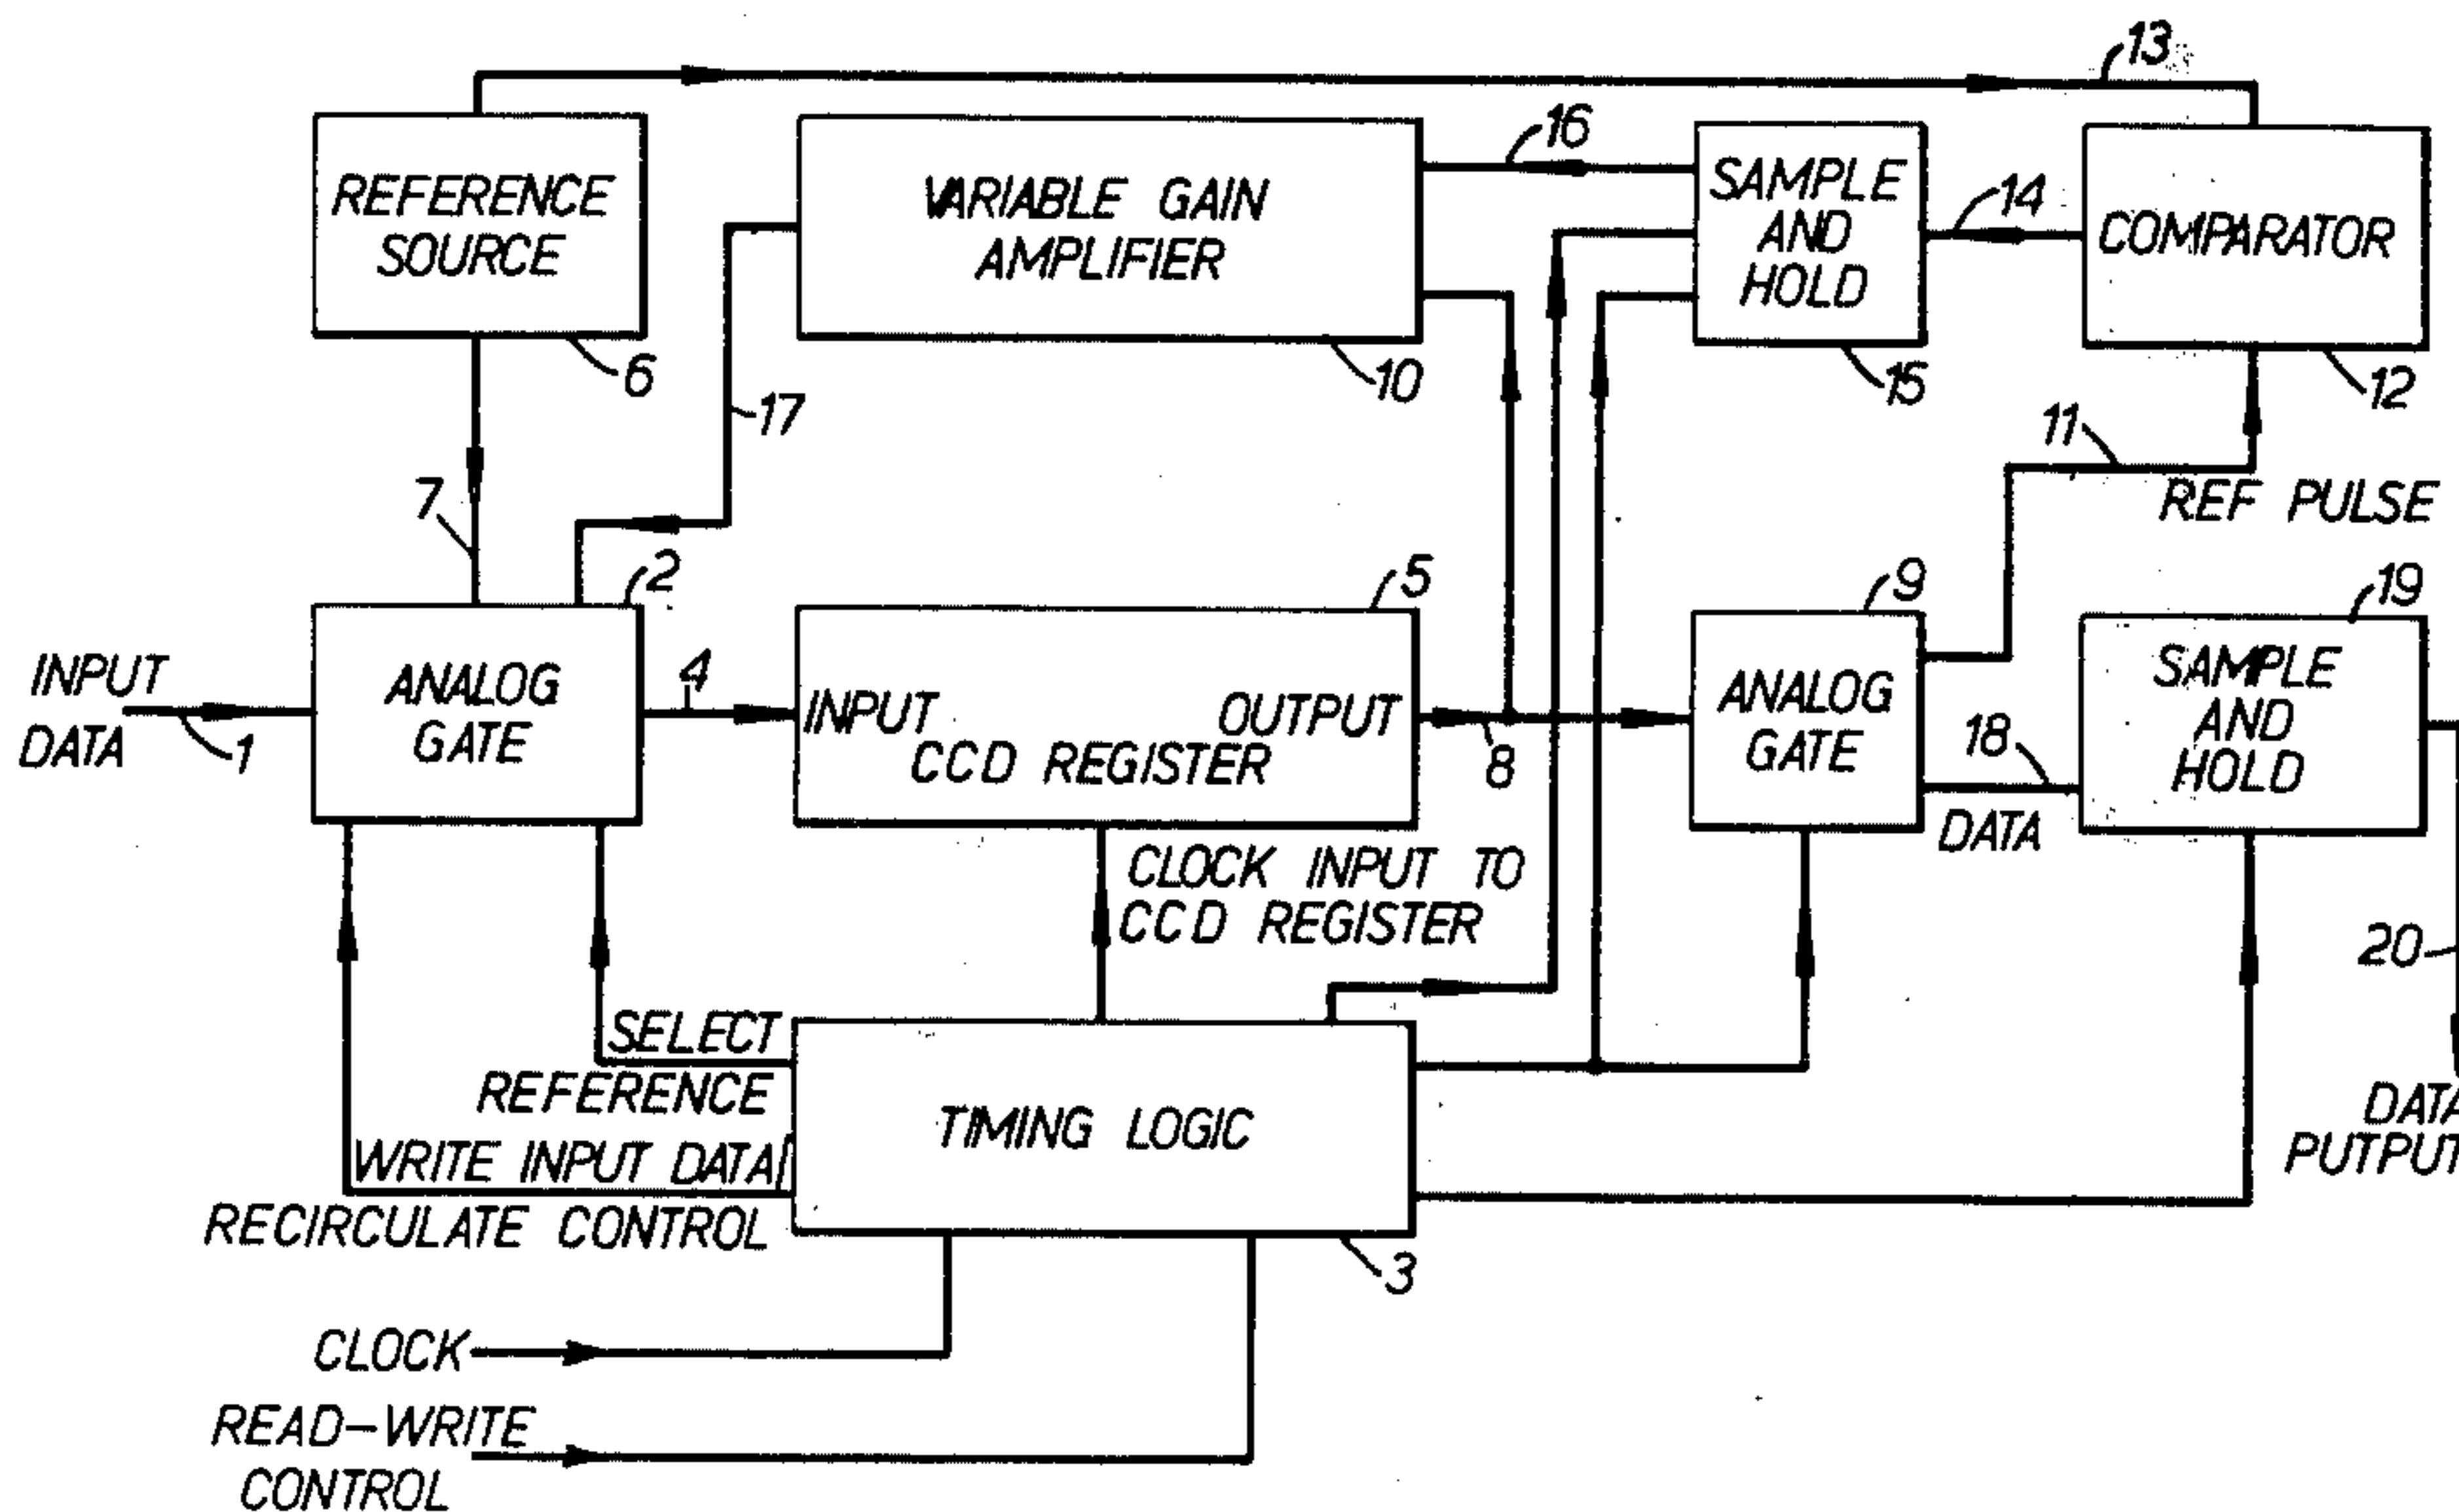 13
REFERENCE
SOURCE
6
7
VARIABLE GAIN
AMPLIFIER
10
17
16
SAMPLE
AND
HOLD
15
14
COMPARATOR
12
11
REF PULSE
INPUT
DATA
1
ANALOG
GATE
2
4
INPUT
OUTPUT
CCD REGISTER
5
8
ANALOG
GATE
9
18
DATA
SAMPLE
AND
HOLD
19
20
DATA
PUTPUT
CLOCK INPUT TO
CCD REGISTER
SELECT
REFERENCE
WRITE INPUT DATA/
RECIRCULATE CONTROL
TIMING LOGIC
3
CLOCK
READ-WRITE
CONTROL